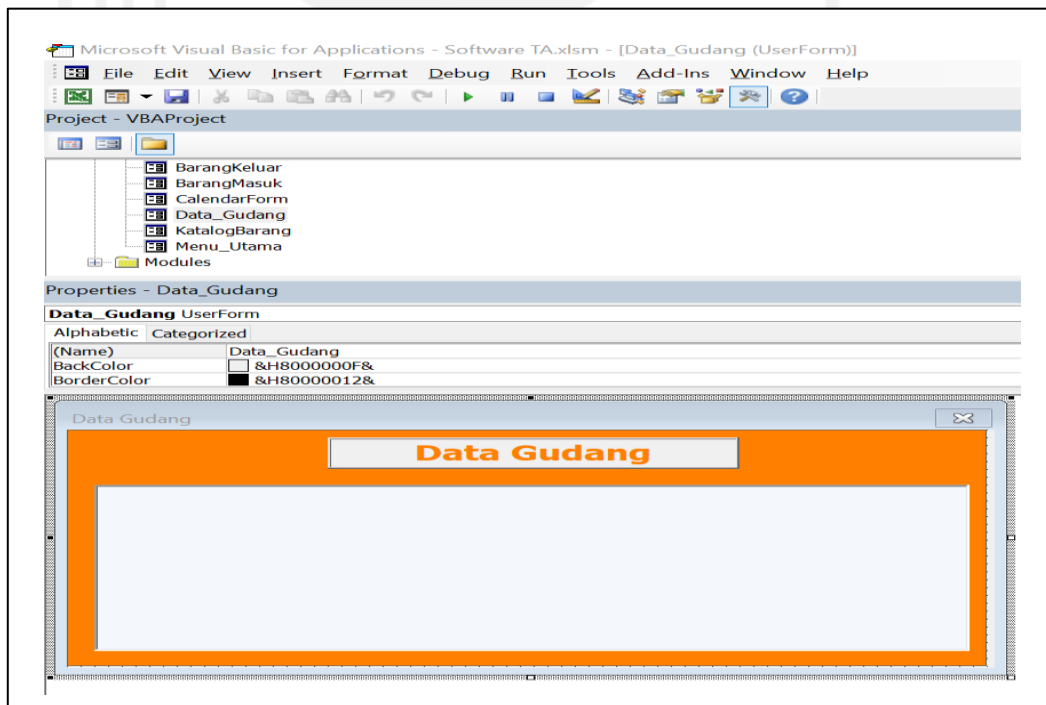 Microsoft Visual Basic for Applications - Software TA.xlsm - [Data_Gudang (UserForm)]
File Edit View Insert Format Debug Run Tools Add-Ins Window Help
Project - VBAProject
BarangKeluar
BarangMasuk
CalendarForm
Data_Gudang
KatalogBarang
Menu_Utama
Modules
Properties - Data_Gudang
Data_Gudang UserForm
Alphabetic Categorized
(Name) Data_Gudang
BackColor &H8000000F&
BorderColor &H80000012&
Data Gudang
Data Gudang